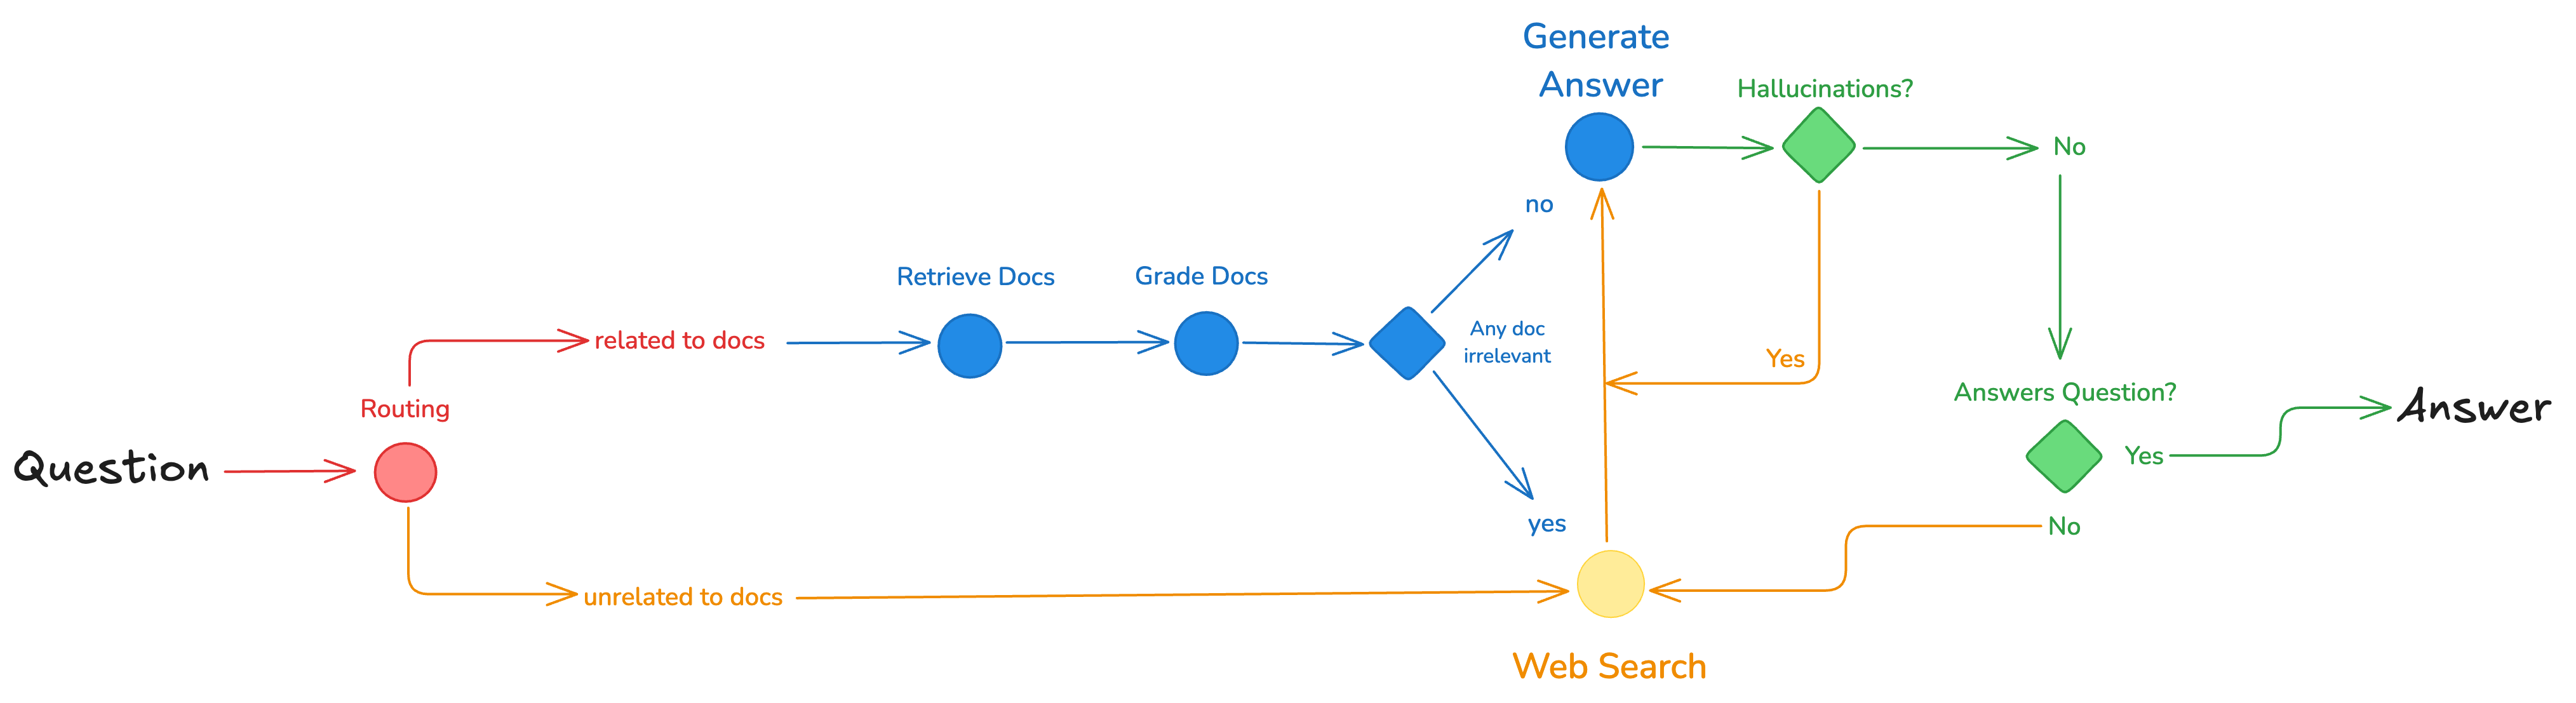 Generate
Answer
Hallucinations?
No
no
Retrieve Docs
Grade Docs
related to docs
Any doc
irrelevant
Yes
Routing
Answers Question?
Answer
Question
Yes
yes
No
unrelated to docs
Web Search